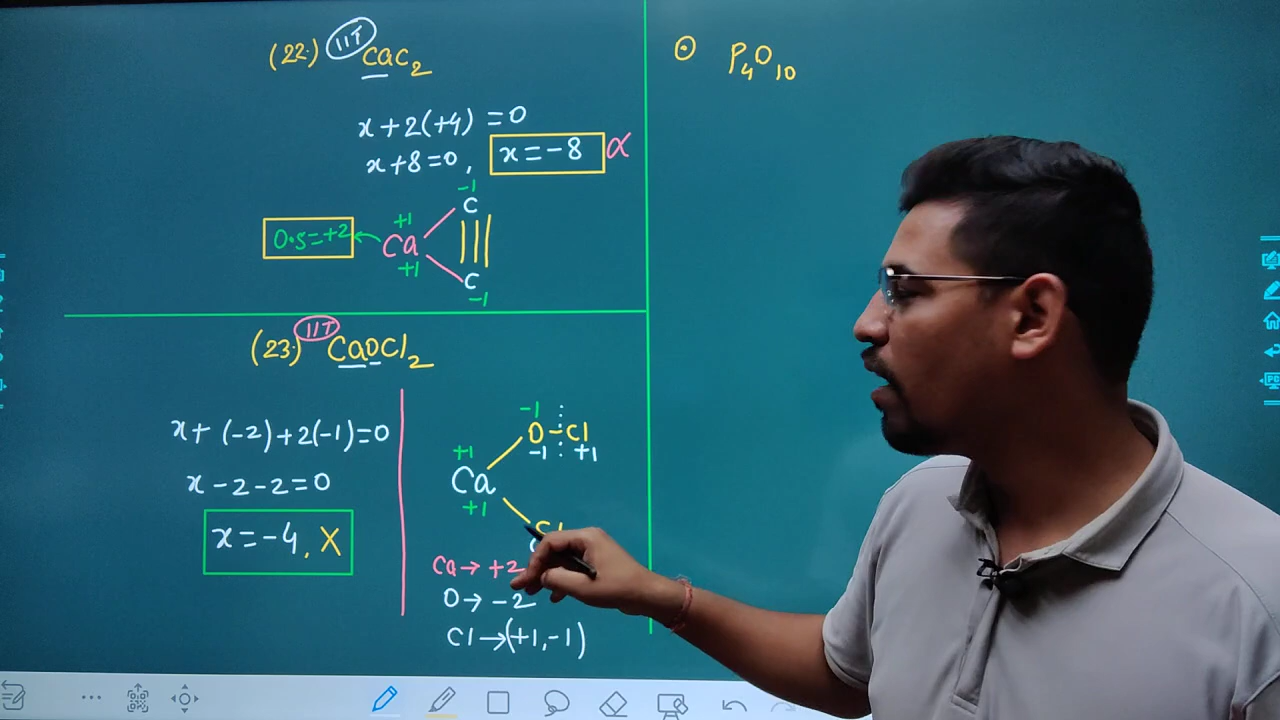 (22.) IIT CaC2
x+2(+4) = 0
x+8=0, x=-8 α
-1
C
+1
0.s=+2 Ca
+1
C
-1
(23.) IIT CaOCl2
x+(-2)+2(-1)=0
x-2-2=0
x=-4, X
-1
O-Cl
+1 -1 +1
Ca
+1
Cl
Ca→ +2
O→ -2
Cl→(+1,-1)
P4O10